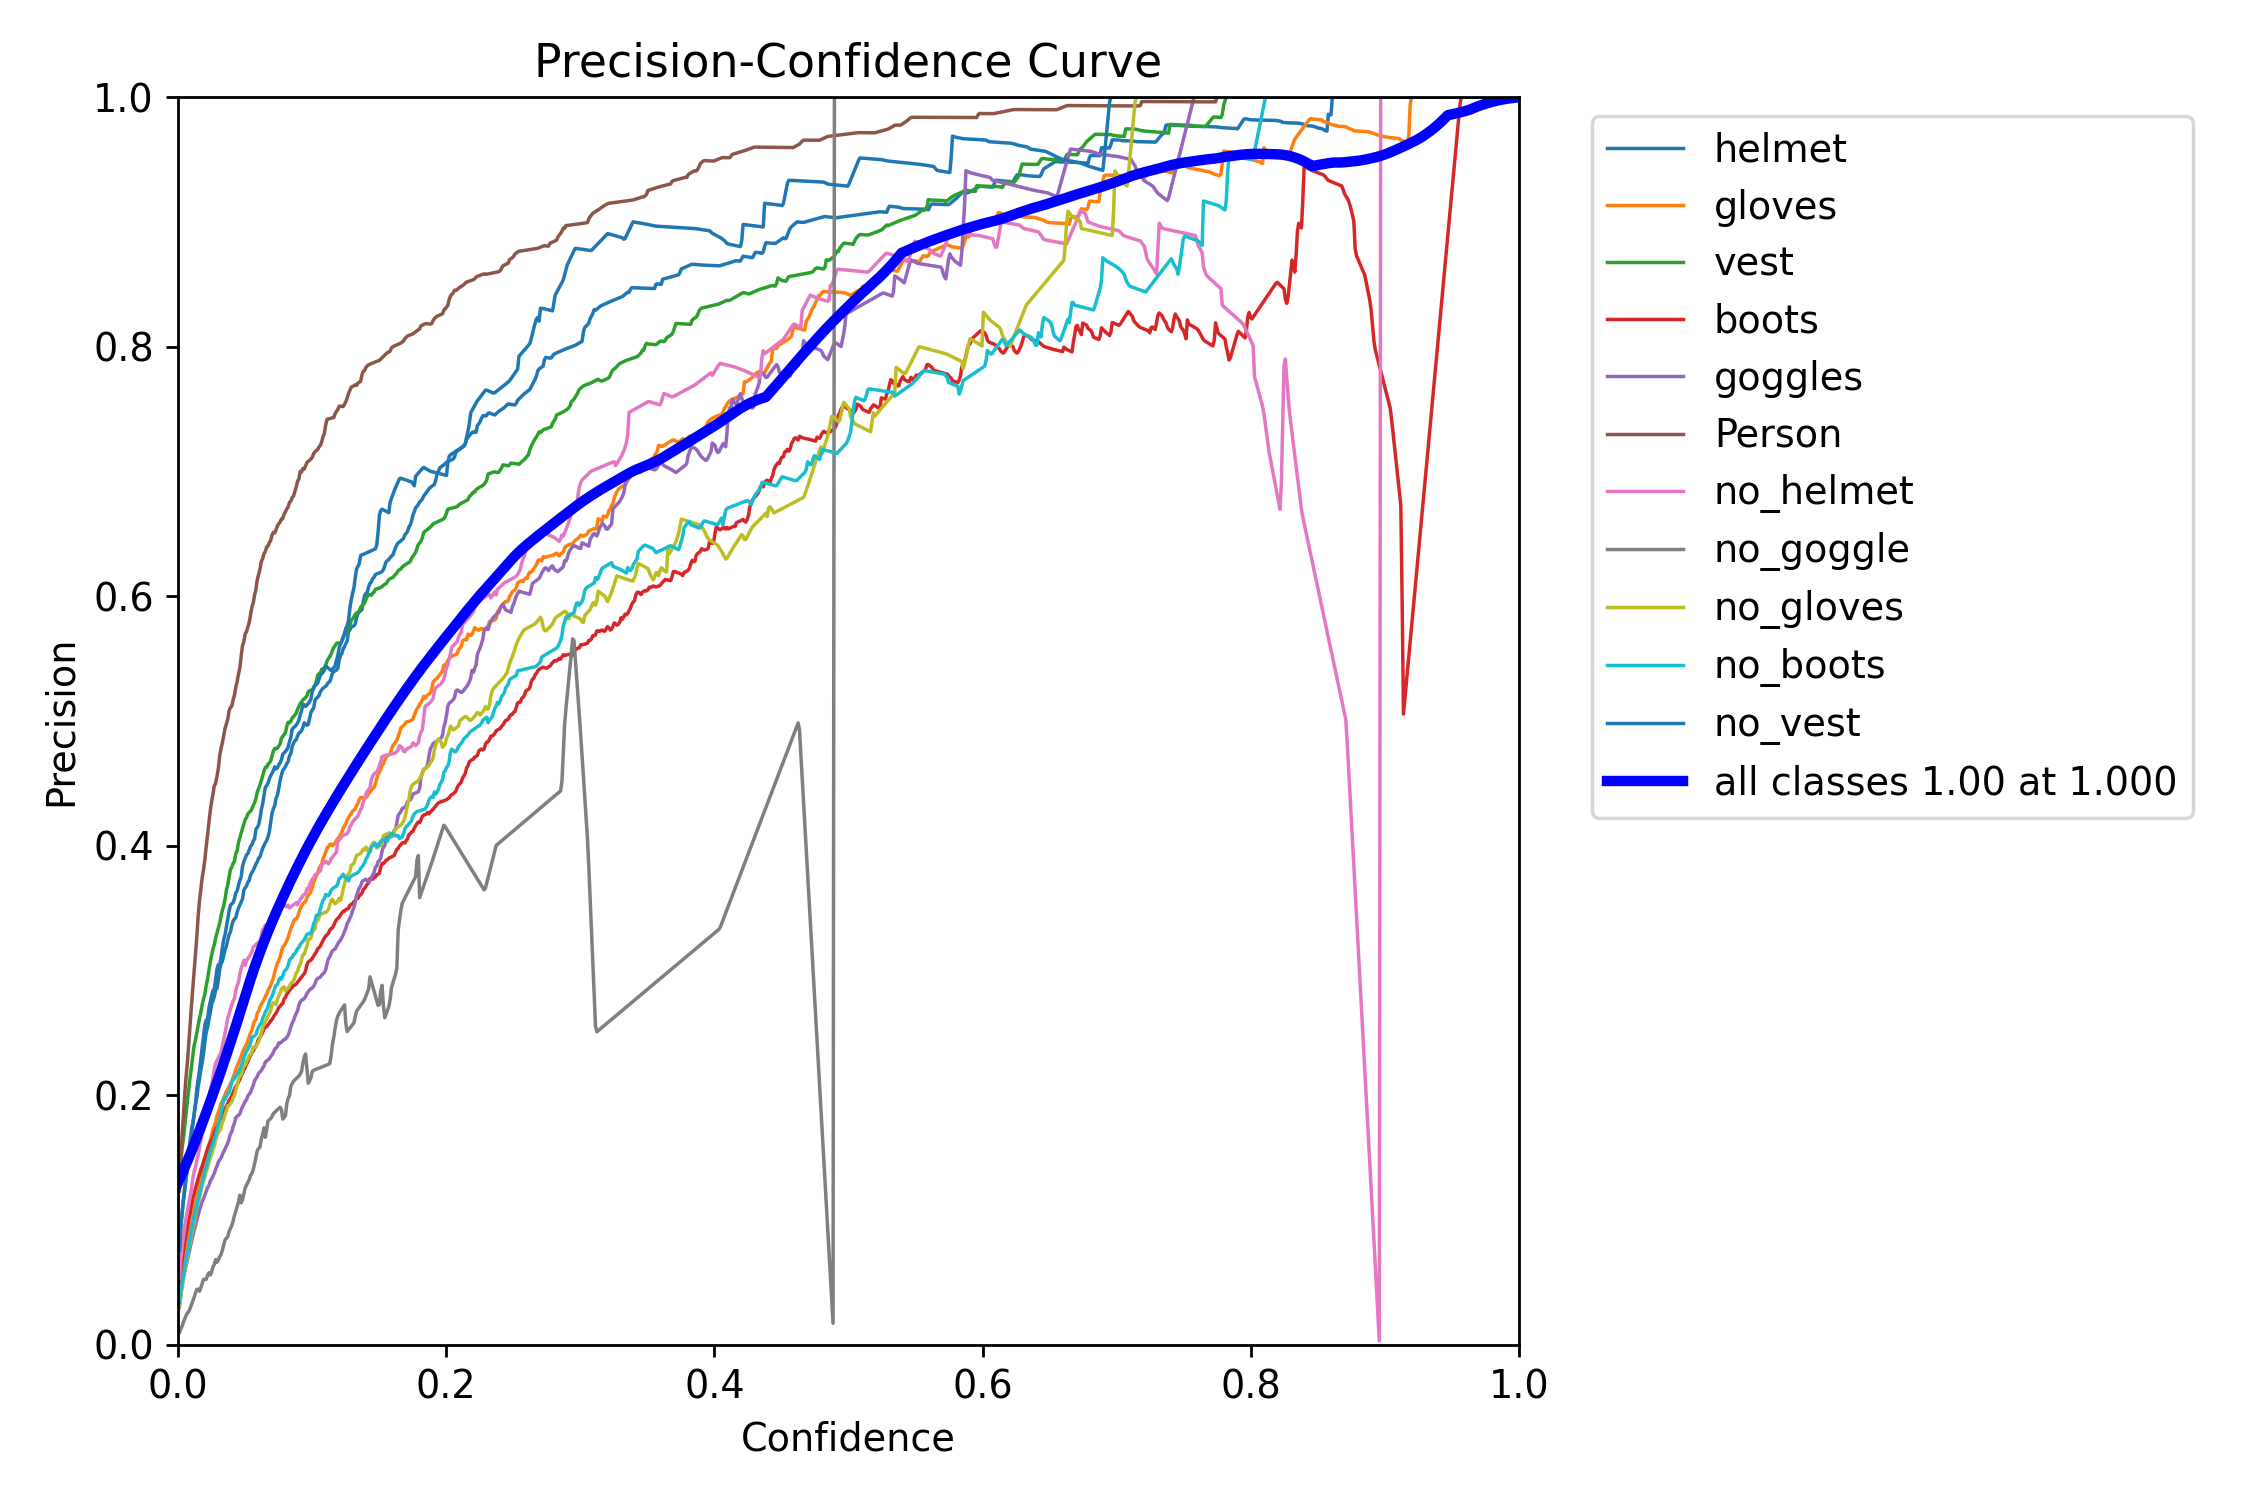 Precision-Confidence Curve
1.0
0.8
0.6
0.4
0.2
0.0
Precision
0.0 0.2 0.4 0.6 0.8 1.0
Confidence
helmet
gloves
vest
boots
goggles
Person
no_helmet
no_goggle
no_gloves
no_boots
no_vest
all classes 1.00 at 1.000